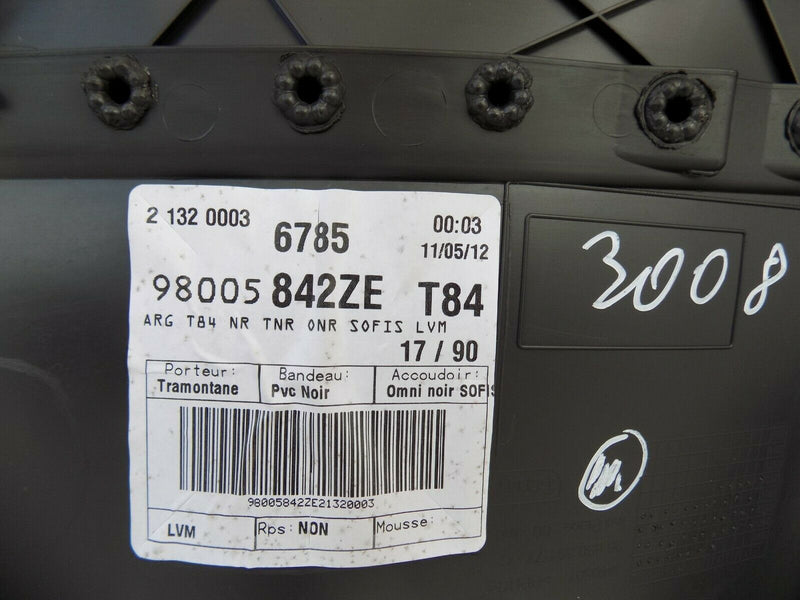 2 132 0003 6785 00:03
11/05/12
98005 842ZE T84
ARG T84 NR TNR ONR SOFIS LVM
17 / 90
Porteur: Bandeau: Accoudoir:
Tramontane Pvc Noir Omni noir SOFIS
98005842ZE21320003
LVM Rps: NON Mousse:
3008